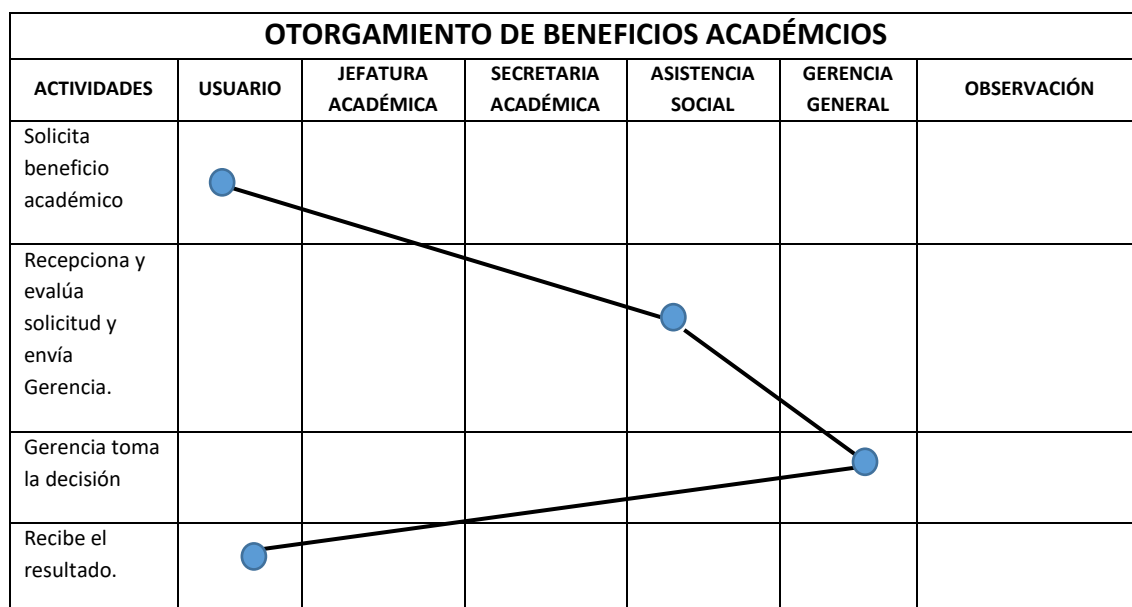 OTORGAMIENTO DE BENEFICIOS ACADÉMCIOS
ACTIVIDADES
USUARIO
JEFATURA
ACADÉMICA
SECRETARIA
ACADÉMICA
ASISTENCIA
SOCIAL
GERENCIA
GENERAL
OBSERVACIÓN
Solicita
beneficio
académico
Recepciona y
evalúa
solicitud y
envía
Gerencia.
Gerencia toma
la decisión
Recibe el
resultado.